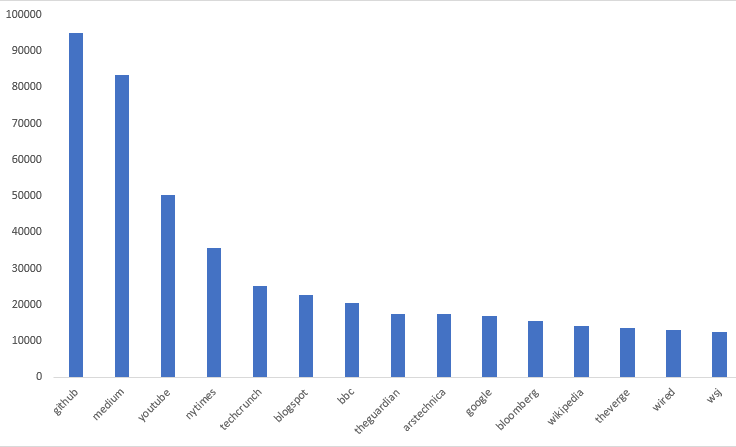 100000
90000
80000
70000
60000
50000
40000
30000
20000
10000
0
github
medium
youtube
nytimes
techcrunch
blogspot
bbc
theguardian
arstechnica
google
bloomberg
wikipedia
theverge
wired
wsj